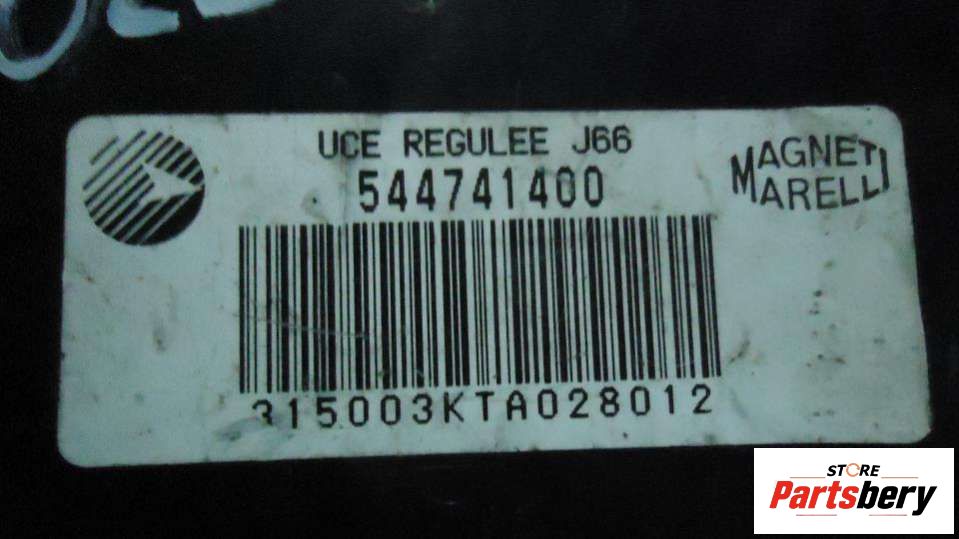 UCE REGULEE J66
544741400
MAGNETI
MARELLI
315003KTA028012
STORE
Partsbery